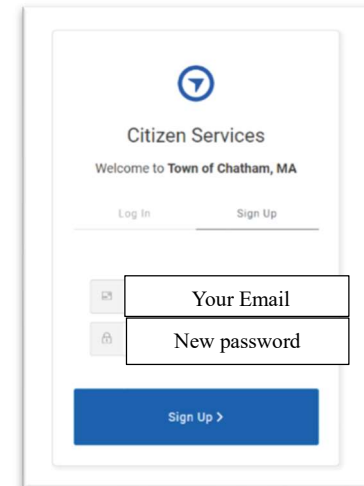 Citizen Services
Welcome to Town of Chatham, MA
Log In Sign Up
Your Email
New password
Sign Up >